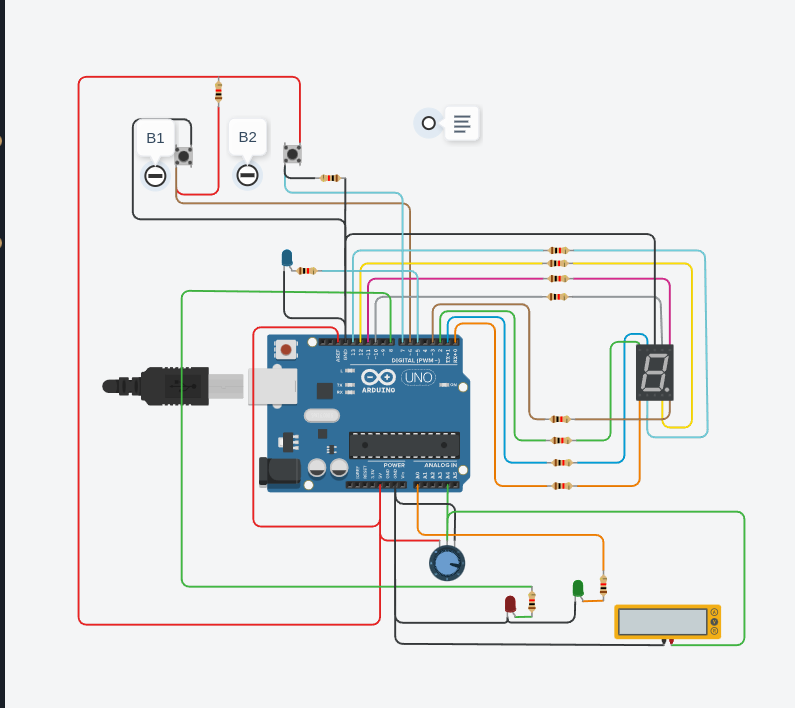 B1
B2
AREF
GND
13
12
~11
~10
~9
8
7
~6
~5
4
~3
2
TX→1
RX←0
DIGITAL (PWM~)
L
TX
RX
UNO
ON
ARDUINO
POWER
ANALOG IN
IOREF
RESET
3.3V
5V
GND
GND
Vin
A0
A1
A2
A3
A4
A5
A
V